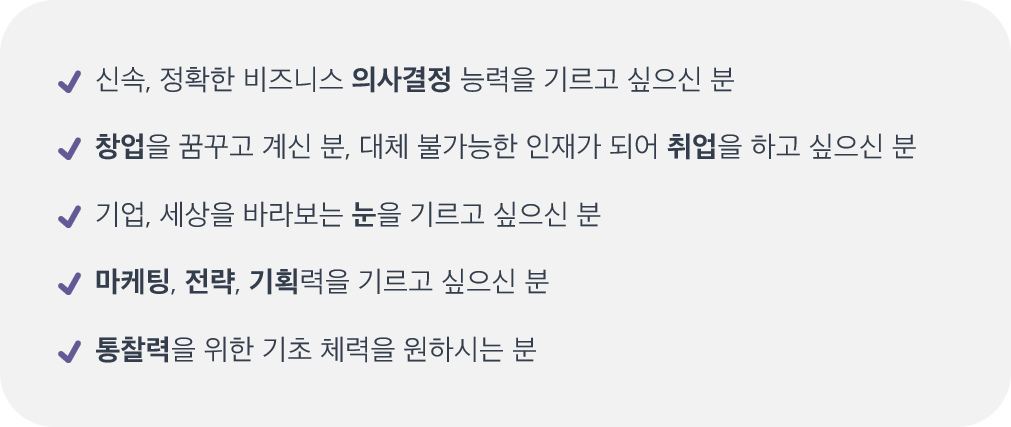 신속, 정확한 비즈니스 의사결정 능력을 기르고 싶으신 분
창업을 꿈꾸고 계신 분, 대체 불가능한 인재가 되어 취업을 하고 싶으신 분
기업, 세상을 바라보는 눈을 기르고 싶으신 분
마케팅, 전략, 기획력을 기르고 싶으신 분
통찰력을 위한 기초 체력을 원하시는 분